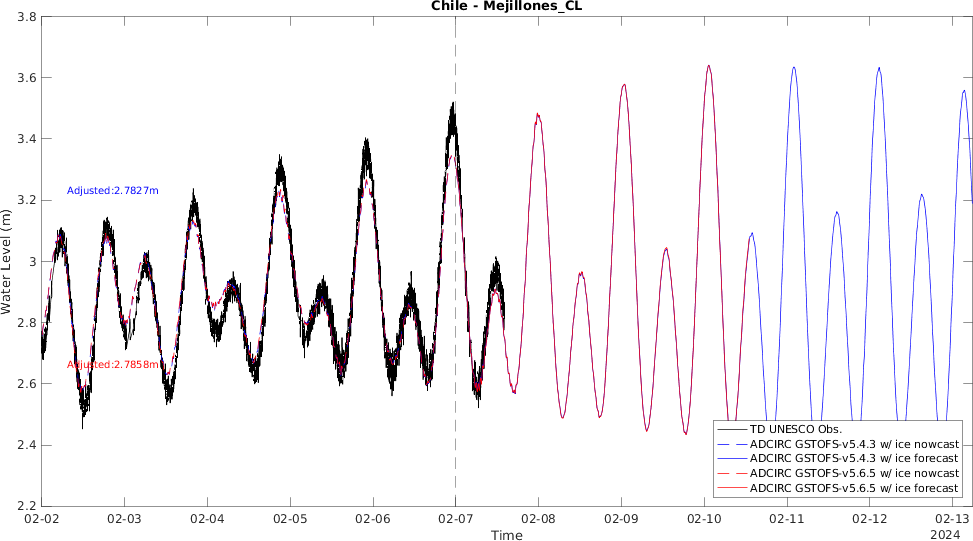 Chile - Mejillones_CL
3.8
3.6
3.4
3.2
3
2.8
2.6
2.4
2.2
Water Level (m)
Adjusted:2.7827m
Adjusted:2.7858m
TD UNESCO Obs.
ADCIRC GSTOFS-v5.4.3 w/ ice nowcast
ADCIRC GSTOFS-v5.4.3 w/ ice forecast
ADCIRC GSTOFS-v5.6.5 w/ ice nowcast
ADCIRC GSTOFS-v5.6.5 w/ ice forecast
02-02 02-03 02-04 02-05 02-06 02-07 02-08 02-09 02-10 02-11 02-12 02-13
Time
2024